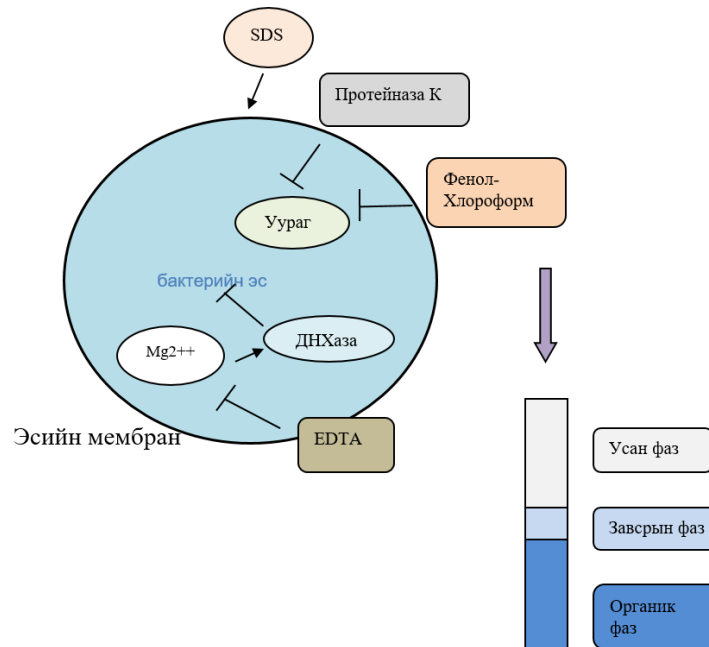 SDS
Протейназа К
Фенол-
Хлороформ
Уураг
бактерийн эс
ДНХаза
Mg2++
Эсийн мембран
EDTA
Усан фаз
Завсрын фаз
Органик
фаз